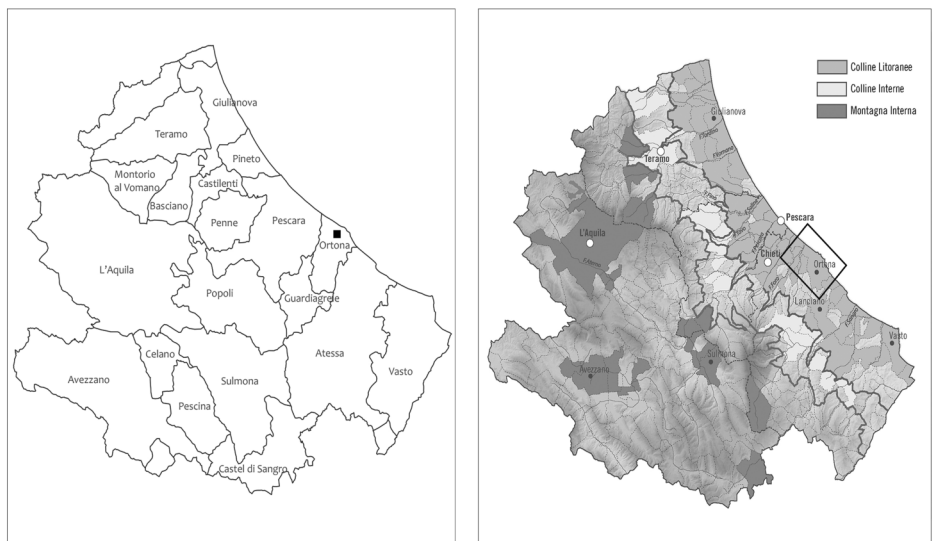 Giulianova
Teramo
Pineto
Montorio
al Vomano
Castilenti
Basciano
Penne
Pescara
Ortona
L'Aquila
Popoli
Guardiagrele
Celano
Atessa
Avezzano
Sulmona
Vasto
Pescina
Castel di Sangro
Colline Litoranee
Colline Interne
Montagna Interna
Giulianova
Teramo
Pescara
L'Aquila
Chieti
Ortona
Lanciano
Vasto
Sulmona
Avezzano